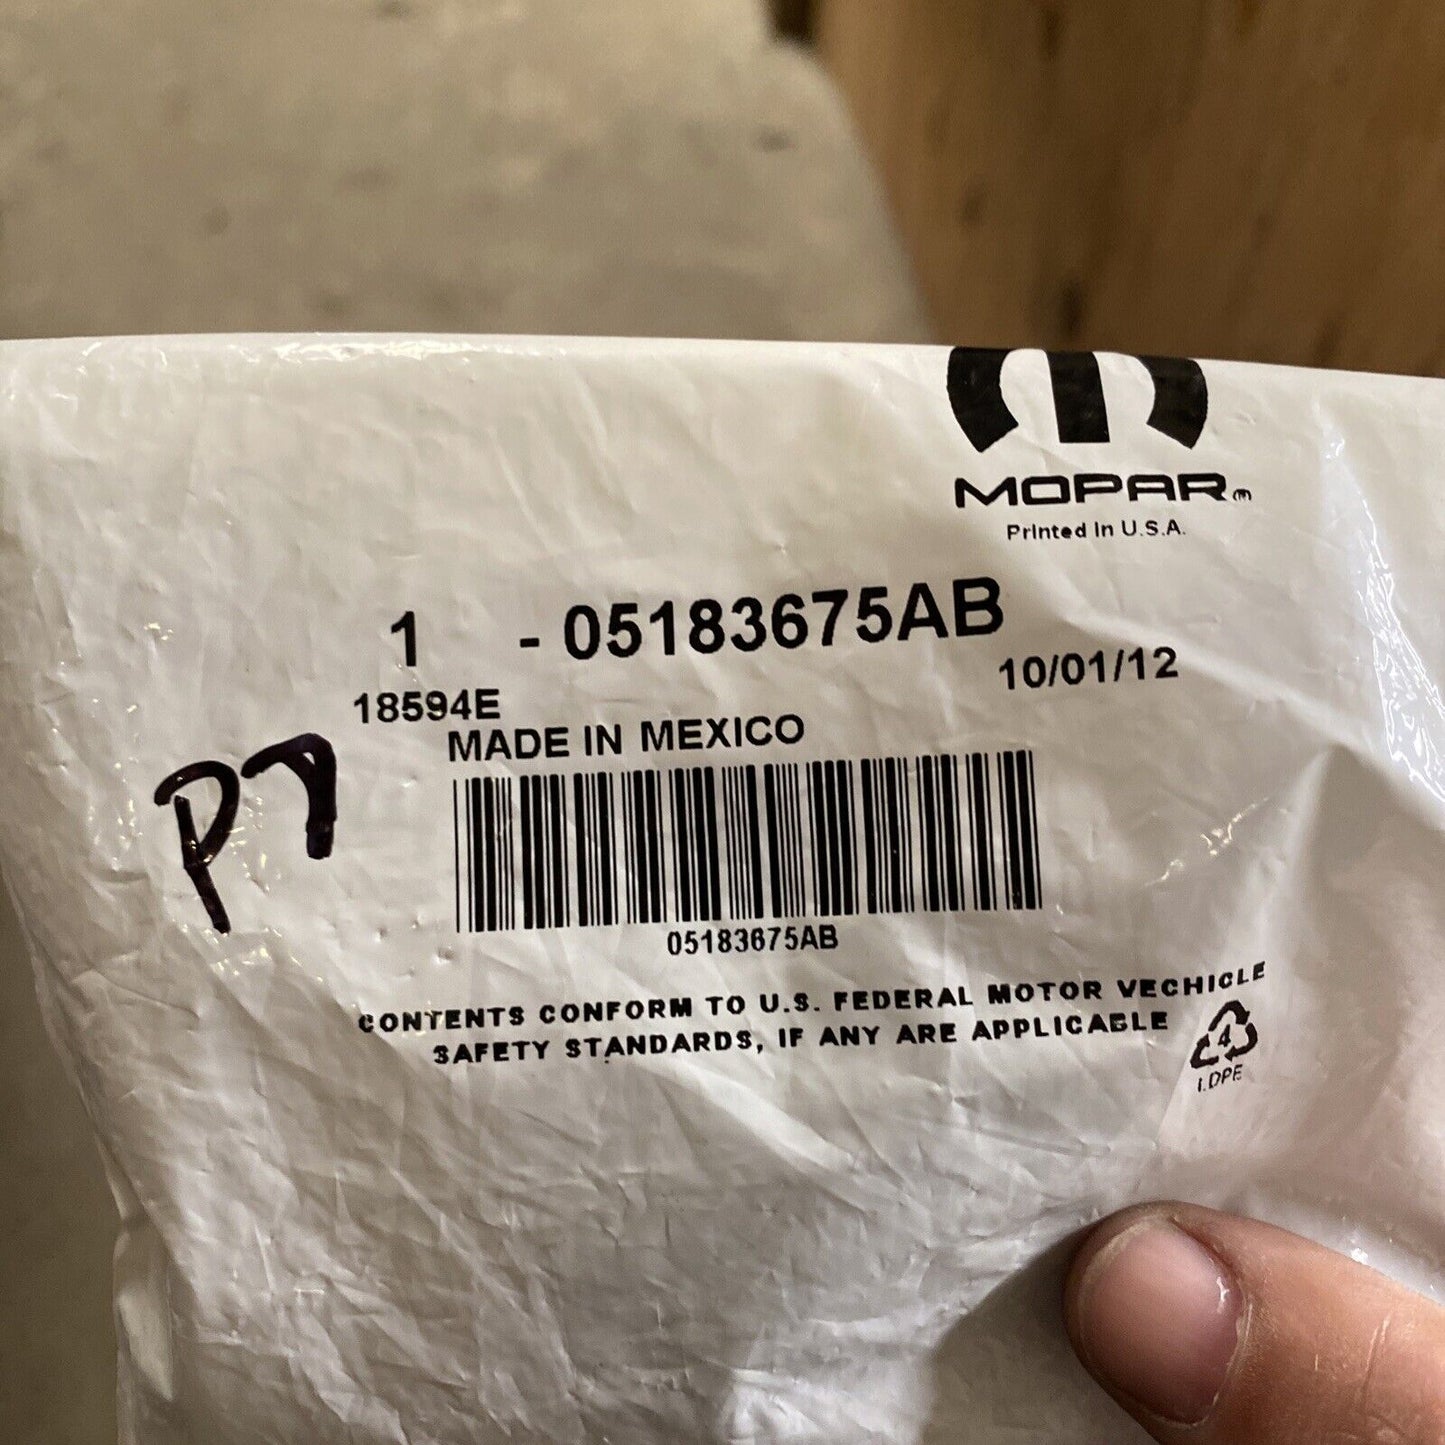 MOPAR
Printed in U.S.A.
1 - 05183675AB
10/01/12
18594E
MADE IN MEXICO
P7
05183675AB
CONTENTS CONFORM TO U.S. FEDERAL MOTOR VECHICLE
SAFETY STANDARDS, IF ANY ARE APPLICABLE
4
LDPE